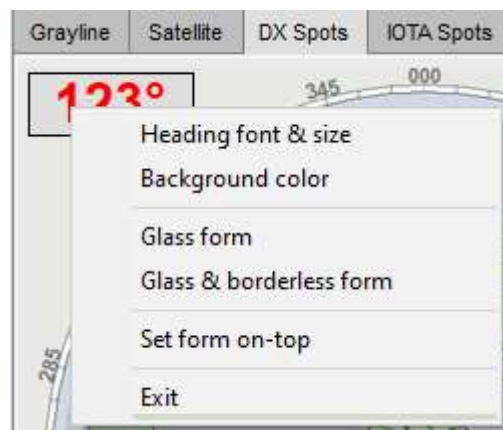 Grayline Satellite DX Spots IOTA Spots
123°
345 000
Heading font & size
Background color
Glass form
Glass & borderless form
Set form on-top
285
Exit